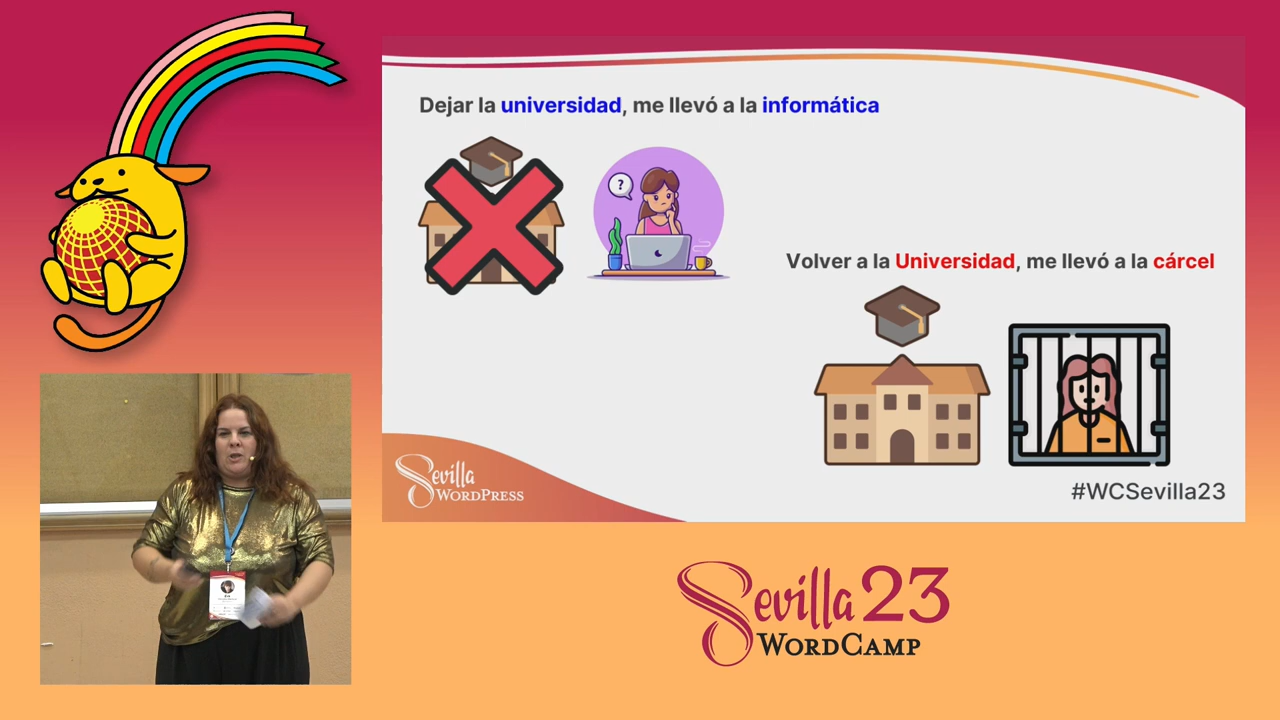 Dejar la universidad, me llevó a la informática
?
Volver a la Universidad, me llevó a la cárcel
Sevilla
WORDPRESS
#WCSevilla23
Sevilla 23
WORDCAMP